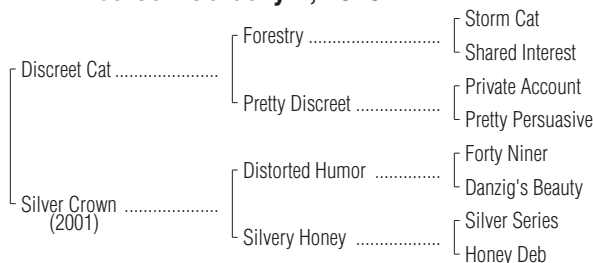 Storm Cat
Forestry ..................................
Shared Interest
Discreet Cat ......................
Private Account
Pretty Discreet ..................
Pretty Persuasive
Forty Niner
Distorted Humor ..............
Danzig's Beauty
Silver Crown ....................
(2001)
Silver Series
Silvery Honey ..................
Honey Deb